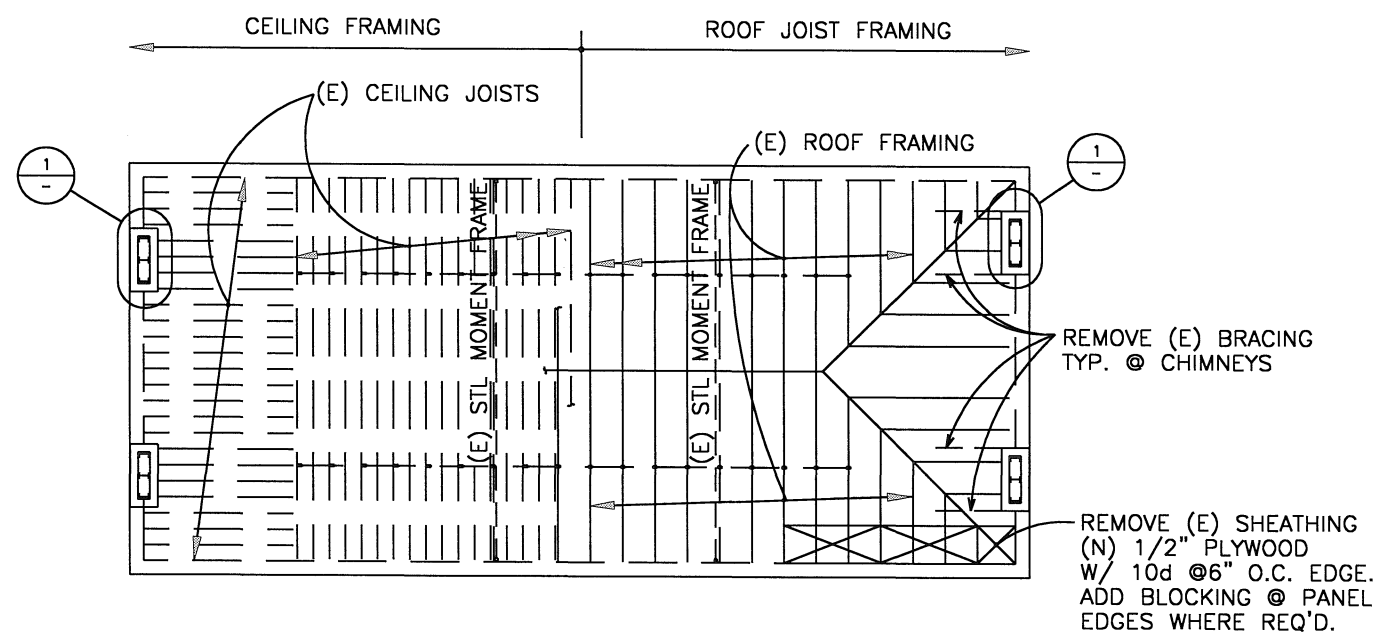 CEILING FRAMING
ROOF JOIST FRAMING
(E) CEILING JOISTS
(E) ROOF FRAMING
1
-
1
-
(E) STL MOMENT FRAME
(E) STL MOMENT FRAME
REMOVE (E) BRACING
TYP. @ CHIMNEYS
REMOVE (E) SHEATHING
(N) 1/2" PLYWOOD
W/ 10d @6" O.C. EDGE.
ADD BLOCKING @ PANEL
EDGES WHERE REQ'D.